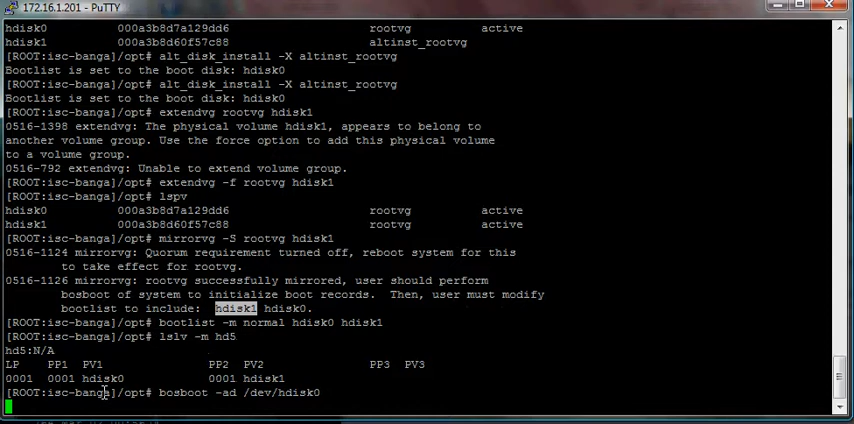 172.16.1.201 - PuTTY
hdisk0 000a3b8d7a129dd6 rootvg active
hdisk1 000a3b8d60f57c88 altinst_rootvg
[ROOT:isc-banga]/opt# alt_disk_install -X altinst_rootvg
Bootlist is set to the boot disk: hdisk0
[ROOT:isc-banga]/opt# alt_disk_install -X altinst_rootvg
Bootlist is set to the boot disk: hdisk0
[ROOT:isc-banga]/opt# extendvg rootvg hdisk1
0516-1398 extendvg: The physical volume hdisk1, appears to belong to
another volume group. Use the force option to add this physical volume
to a volume group.
0516-792 extendvg: Unable to extend volume group.
[ROOT:isc-banga]/opt# extendvg -f rootvg hdisk1
[ROOT:isc-banga]/opt# lspv
hdisk0 000a3b8d7a129dd6 rootvg active
hdisk1 000a3b8d60f57c88 rootvg active
[ROOT:isc-banga]/opt# mirrorvg -S rootvg hdisk1
0516-1124 mirrorvg: Quorum requirement turned off, reboot system for this
to take effect for rootvg.
0516-1126 mirrorvg: rootvg successfully mirrored, user should perform
bosboot of system to initialize boot records. Then, user must modify
bootlist to include: hdisk1 hdisk0.
[ROOT:isc-banga]/opt# bootlist -m normal hdisk0 hdisk1
[ROOT:isc-banga]/opt# lslv -m hd5
hd5:N/A
LP PP1 PV1 PP2 PV2 PP3 PV3
0001 0001 hdisk0 0001 hdisk1
[ROOT:isc-banga]/opt# bosboot -ad /dev/hdisk0